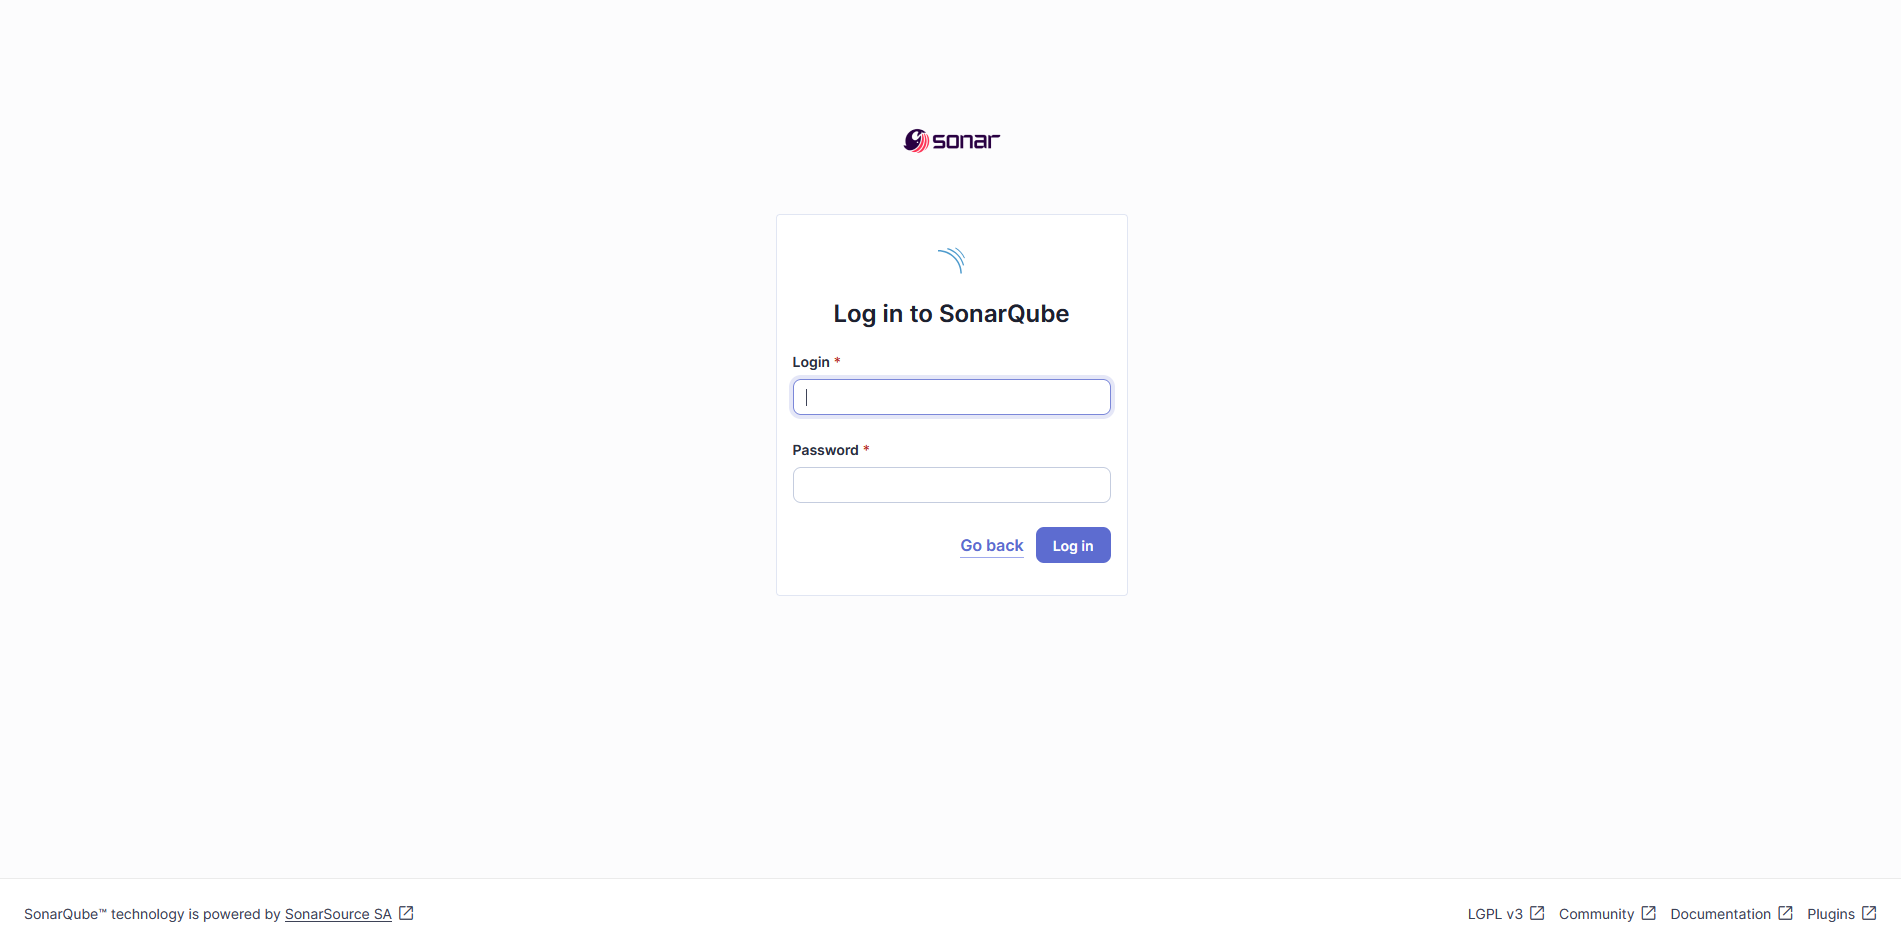 sonar
Log in to SonarQube
Login *
Password *
Go back Log in
SonarQube™ technology is powered by SonarSource SA LGPL v3 Community Documentation Plugins